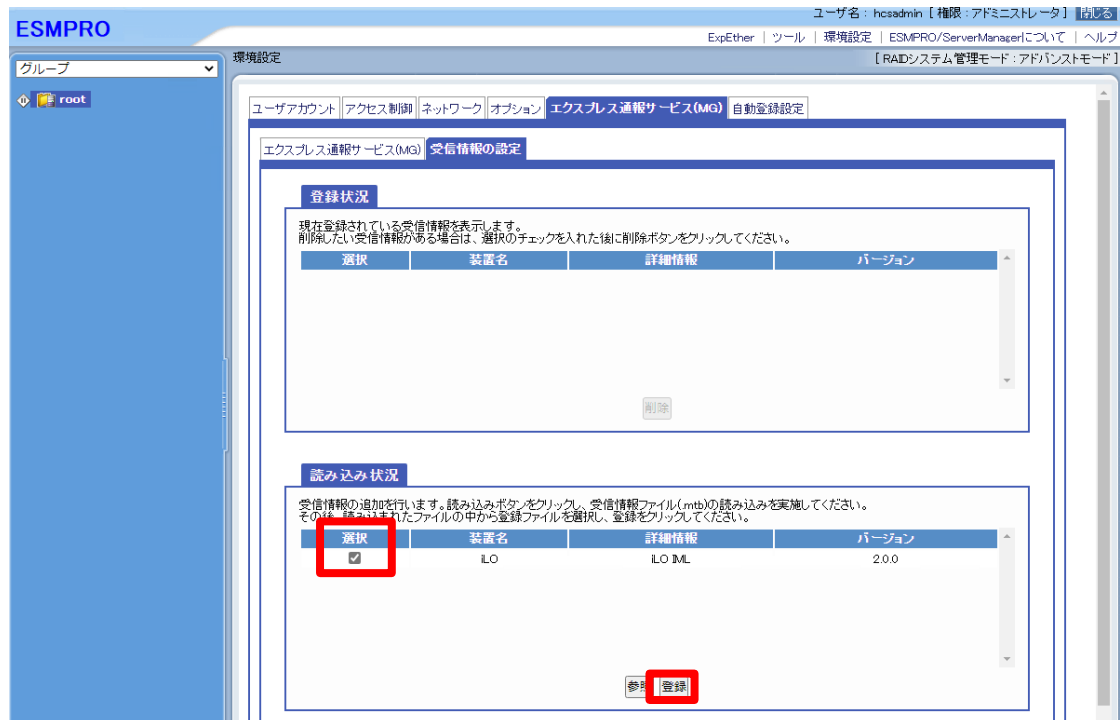 ユーザ名 : hcsadmin [ 権限 : アドミニストレータ ] 閉じる
ESMPRO
ExpEther | ツール | 環境設定 | ESMPRO/ServerManagerについて | ヘルプ
グループ
環境設定
[ RAIDシステム管理モード : アドバンストモード ]
root
ユーザアカウント アクセス制御 ネットワーク オプション エクスプレス通報サービス(MG) 自動登録設定
エクスプレス通報サービス(MG) 受信情報の設定
登録状況
現在登録されている受信情報を表示します。
削除したい受信情報がある場合は、選択のチェックを入れた後に削除ボタンをクリックしてください。
選択 装置名 詳細情報 バージョン
削除
読み込み状況
受信情報の追加を行います。読み込みボタンをクリックし、受信情報ファイル(.mtb)の読み込みを実施してください。
その後、読み込まれたファイルの中から登録ファイルを選択し、登録をクリックしてください。
選択 装置名 詳細情報 バージョン
iLO iLO IML 2.0.0
参照 登録